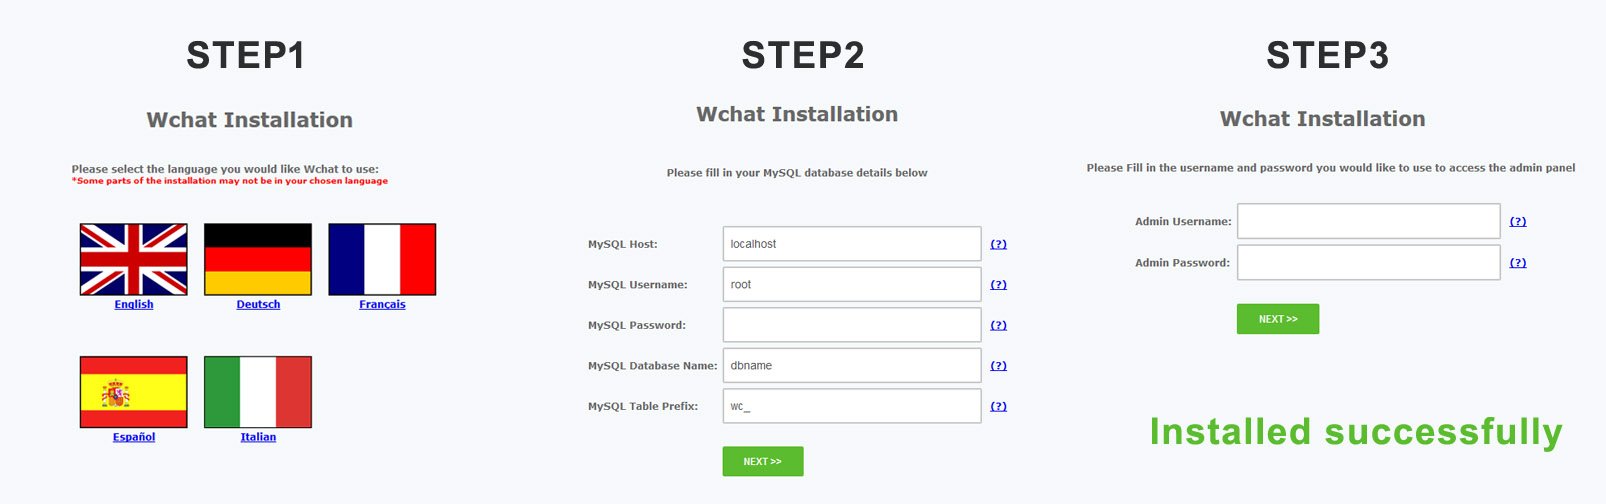 STEP1
Wchat Installation
Please select the language you would like Wchat to use:
*Some parts of the installation may not be in your chosen language
English
Deutsch
Français
Español
Italian
STEP2
Wchat Installation
Please fill in your MySQL database details below
MySQL Host: localhost (?)
MySQL Username: root (?)
MySQL Password: (?)
MySQL Database Name: dbname (?)
MySQL Table Prefix: wc_ (?)
NEXT >>
STEP3
Wchat Installation
Please Fill in the username and password you would like to use to access the admin panel
Admin Username: (?)
Admin Password: (?)
NEXT >>
Installed successfully